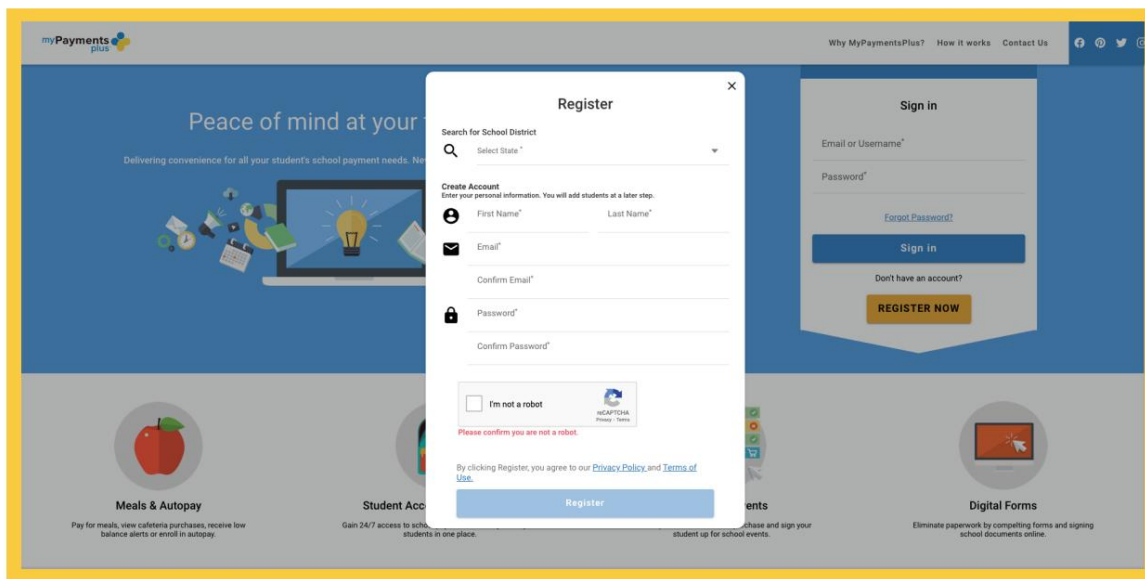 myPayments
plus
Why MyPaymentsPlus? How it works Contact Us
Peace of mind at your
Delivering convenience for all your student's school payment needs.
Register
Search for School District
Select State *
Create Account
Enter your personal information. You will add students at a later step.
First Name* Last Name*
Email*
Confirm Email*
Password*
Confirm Password*
I'm not a robot
reCAPTCHA
Privacy - Terms
Please confirm you are not a robot.
By clicking Register, you agree to our Privacy Policy and Terms of
Use.
Register
Sign in
Email or Username*
Password*
Forgot Password?
Sign in
Don't have an account?
REGISTER NOW
Meals & Autopay
Pay for meals, view cafeteria purchases, receive low
balance alerts or enroll in autopay.
Student
Gain 24/7 access to
students in one place.
and sign your
student up for school events.
Digital Forms
Eliminate paperwork by compelting forms and signing
school documents online.